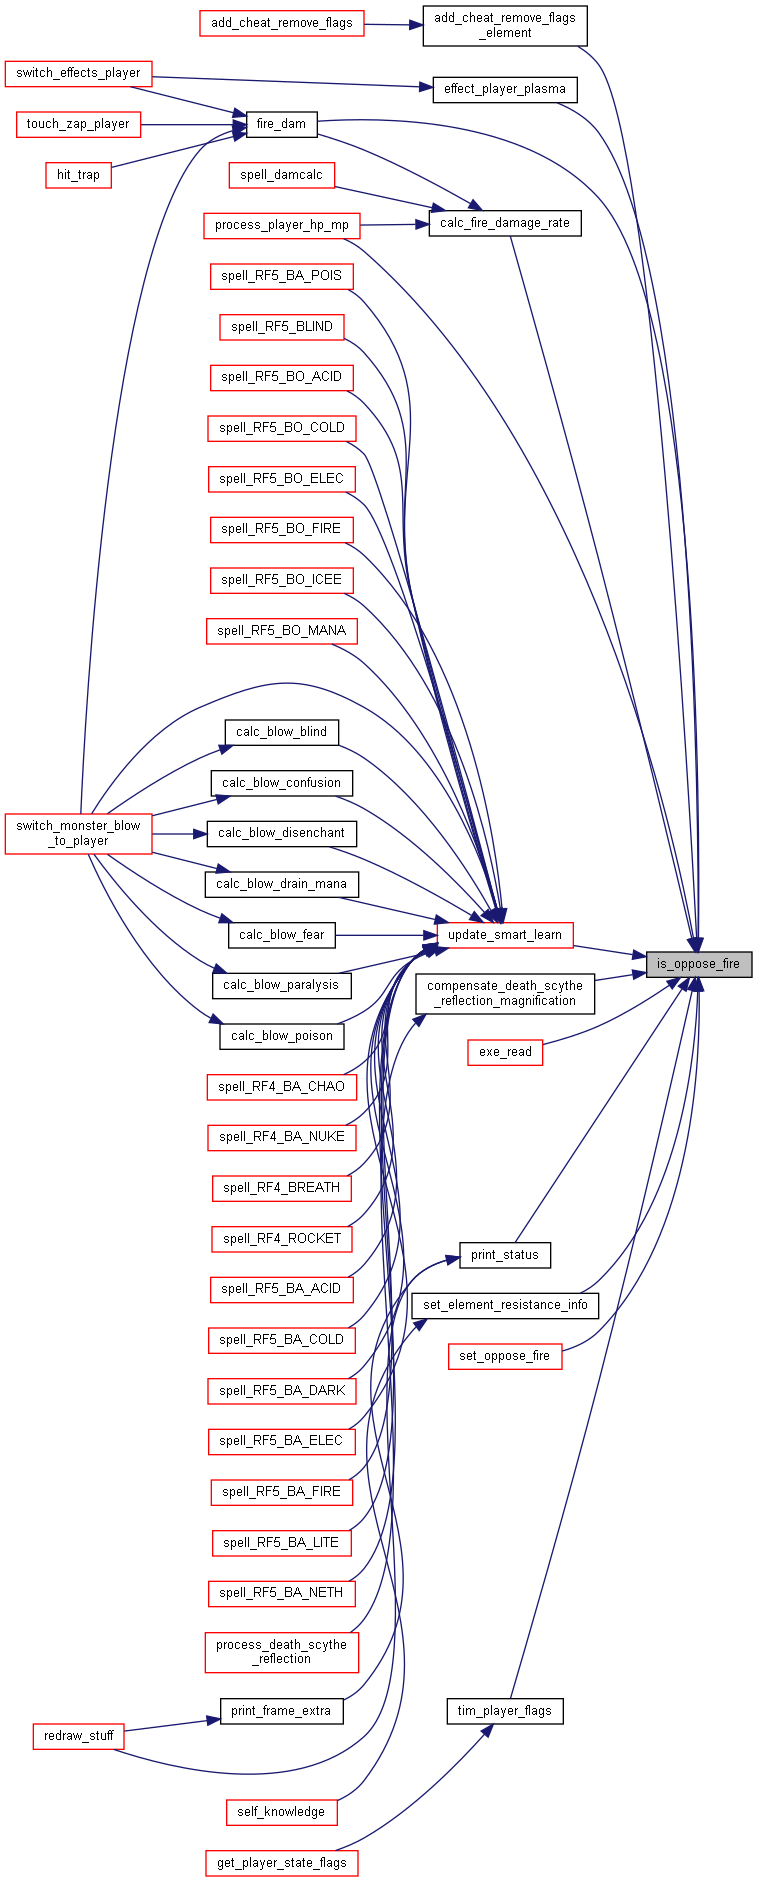 add_cheat_remove_flags
add_cheat_remove_flags
_element
switch_effects_player
effect_player_plasma
touch_zap_player
fire_dam
hit_trap
spell_damcalc
process_player_hp_mp
calc_fire_damage_rate
spell_RF5_BA_POIS
spell_RF5_BLIND
spell_RF5_BO_ACID
spell_RF5_BO_COLD
spell_RF5_BO_ELEC
spell_RF5_BO_FIRE
spell_RF5_BO_ICEE
spell_RF5_BO_MANA
calc_blow_blind
calc_blow_confusion
switch_monster_blow
_to_player
calc_blow_disenchant
calc_blow_drain_mana
calc_blow_fear
update_smart_learn
is_oppose_fire
calc_blow_paralysis
compensate_death_scythe
_reflection_magnification
calc_blow_poison
exe_read
spell_RF4_BA_CHAO
spell_RF4_BA_NUKE
spell_RF4_BREATH
spell_RF4_ROCKET
print_status
spell_RF5_BA_ACID
set_element_resistance_info
spell_RF5_BA_COLD
set_oppose_fire
spell_RF5_BA_DARK
spell_RF5_BA_ELEC
spell_RF5_BA_FIRE
spell_RF5_BA_LITE
spell_RF5_BA_NETH
process_death_scythe
_reflection
print_frame_extra
tim_player_flags
redraw_stuff
self_knowledge
get_player_state_flags